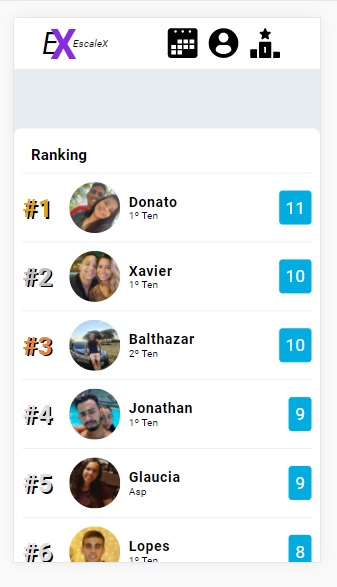 EX EscaleX
Ranking
#1 Donato 11
1º Ten
#2 Xavier 10
1º Ten
#3 Balthazar 10
2º Ten
#4 Jonathan 9
1º Ten
#5 Glaucia 9
Asp
#6 Lopes 8
1º Ten